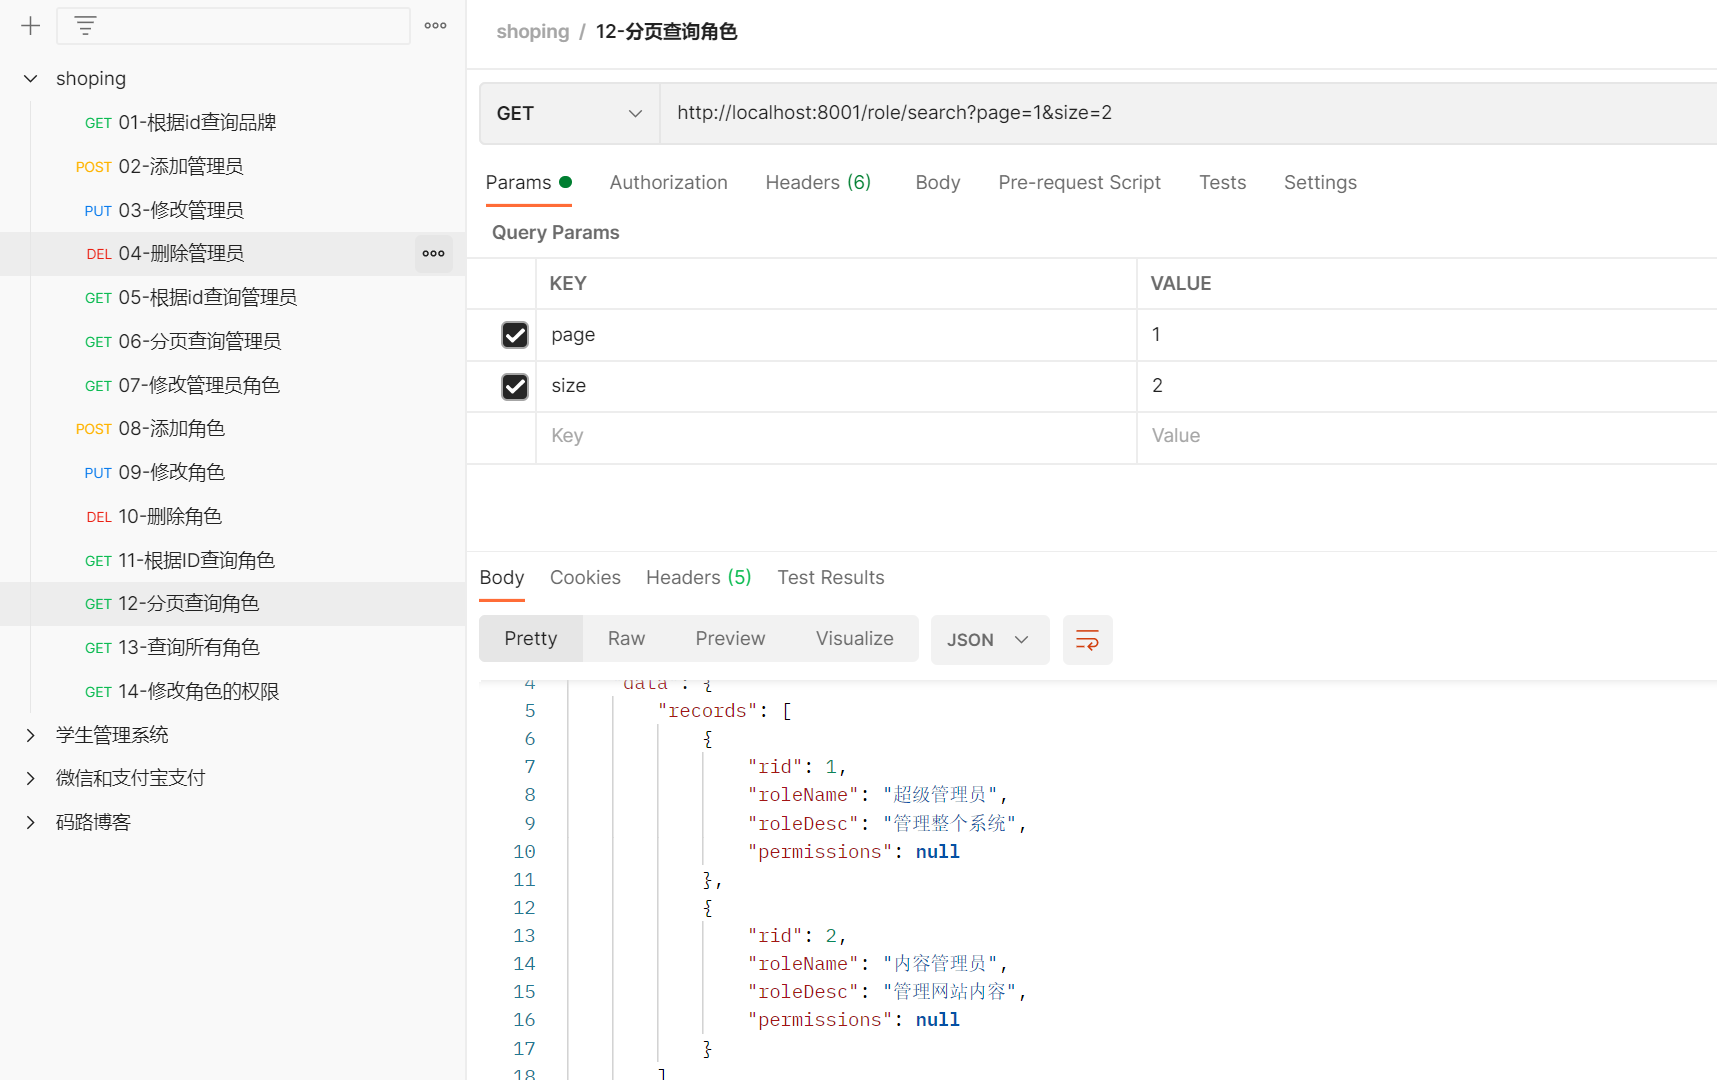 shoping
GET 01-根据id查询品牌
POST 02-添加管理员
PUT 03-修改管理员
DEL 04-删除管理员
GET 05-根据id查询管理员
GET 06-分页查询管理员
GET 07-修改管理员角色
POST 08-添加角色
PUT 09-修改角色
DEL 10-删除角色
GET 11-根据ID查询角色
GET 12-分页查询角色
GET 13-查询所有角色
GET 14-修改角色的权限
学生管理系统
微信和支付宝支付
码路博客
shoping / 12-分页查询角色
GET http://localhost:8001/role/search?page=1&size=2
Params Authorization Headers (6) Body Pre-request Script Tests Settings
Query Params
KEY VALUE
page 1
size 2
Key Value
Body Cookies Headers (5) Test Results
Pretty Raw Preview Visualize JSON
4 "data": {
5 "records": [
6 {
7 "rid": 1,
8 "roleName": "超级管理员",
9 "roleDesc": "管理整个系统",
10 "permissions": null
11 },
12 {
13 "rid": 2,
14 "roleName": "内容管理员",
15 "roleDesc": "管理网站内容",
16 "permissions": null
17 }
18 ]